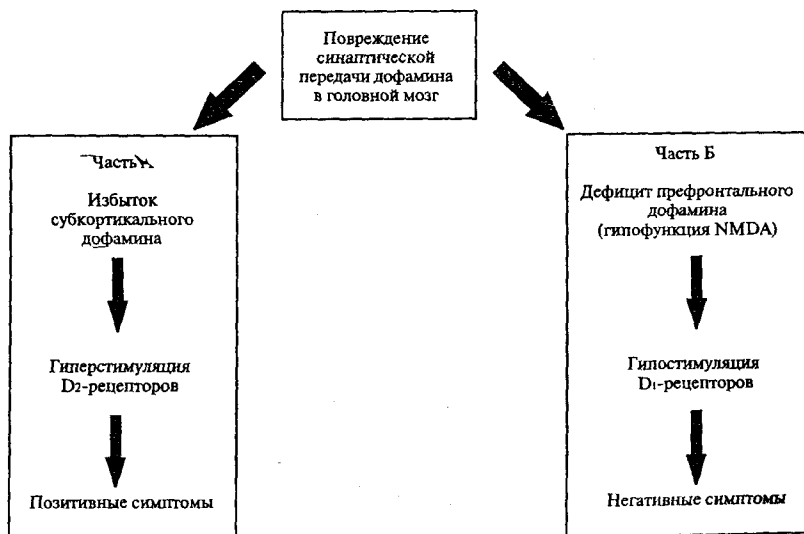 Повреждение
синаптической
передачи дофамина
в головной мозг
Часть А
Избыток
субкортикального
дофамина
Гиперстимуляция
D2-рецепторов
Позитивные симптомы
Часть Б
Дефицит префронтального
дофамина
(гипофункция NMDA)
Гипостимуляция
D1-рецепторов
Негативные симптомы